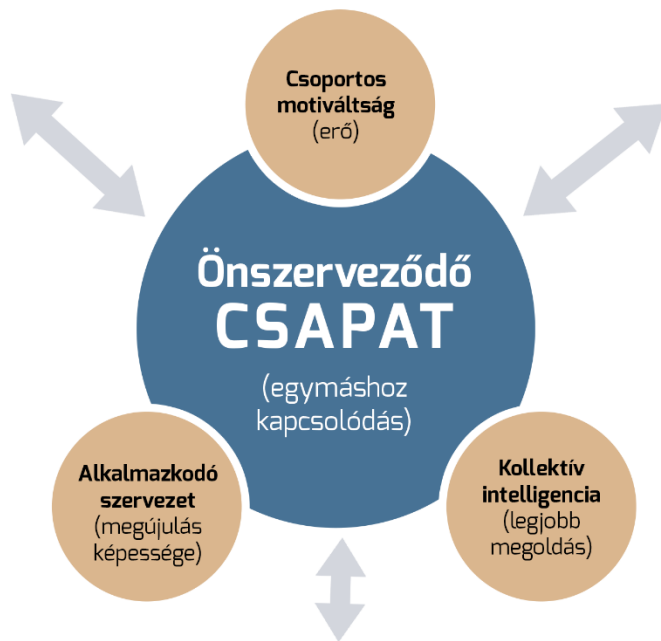 Csoportos
motiváltság
(erő)
Önszerveződő
CSAPAT
(egymáshoz
kapcsolódás)
Alkalmazkodó
szervezet
(megújulás
képessége)
Kollektív
intelligencia
(legjobb
megoldás)